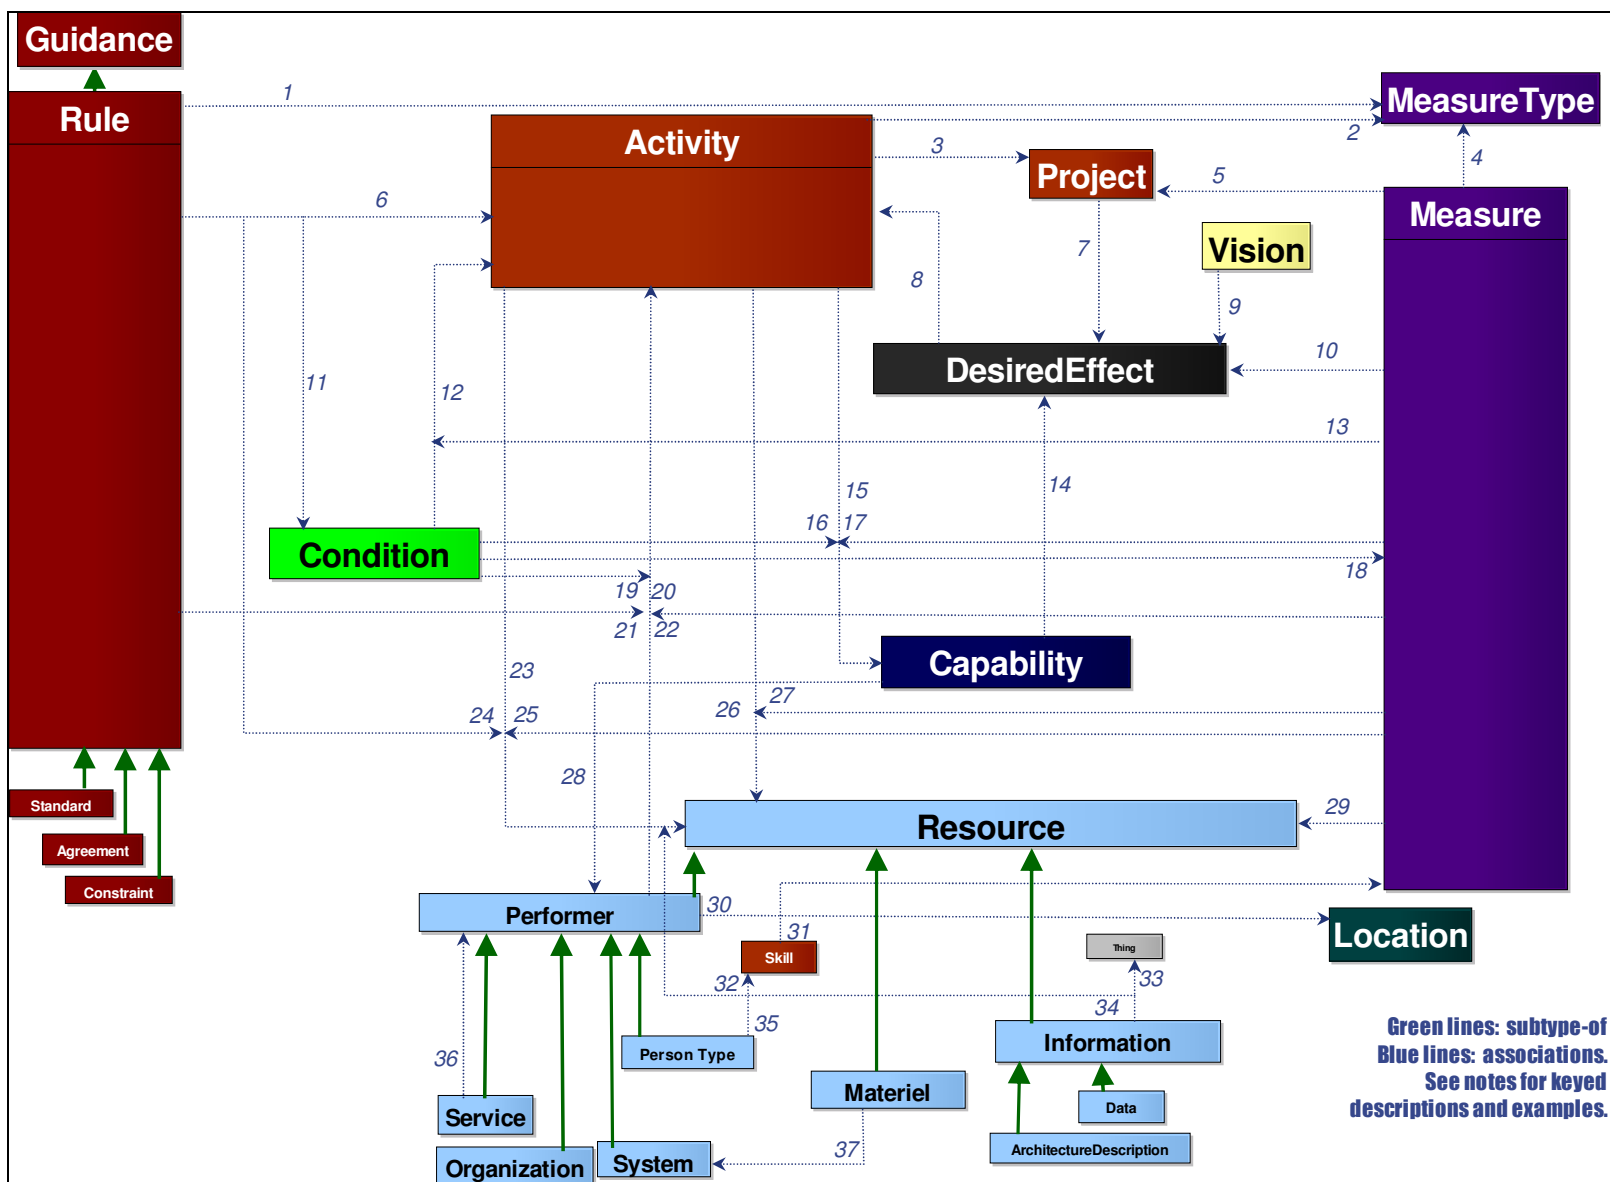 Guidance
1
MeasureType
Rule
2
Activity
3
4
Project
5
6
Measure
7
Vision
8
9
10
DesiredEffect
11
12
13
14
15
16
17
Condition
18
19
20
21
22
Capability
23
24
25
26
27
28
Standard
29
Resource
Agreement
Constraint
30
Performer
31
Location
Skill
Thing
32
33
34
35
Green lines: subtype-of
Blue lines: associations.
See notes for keyed
descriptions and examples.
36
Person Type
Information
Materiel
Service
Data
37
ArchitectureDescription
Organization
System